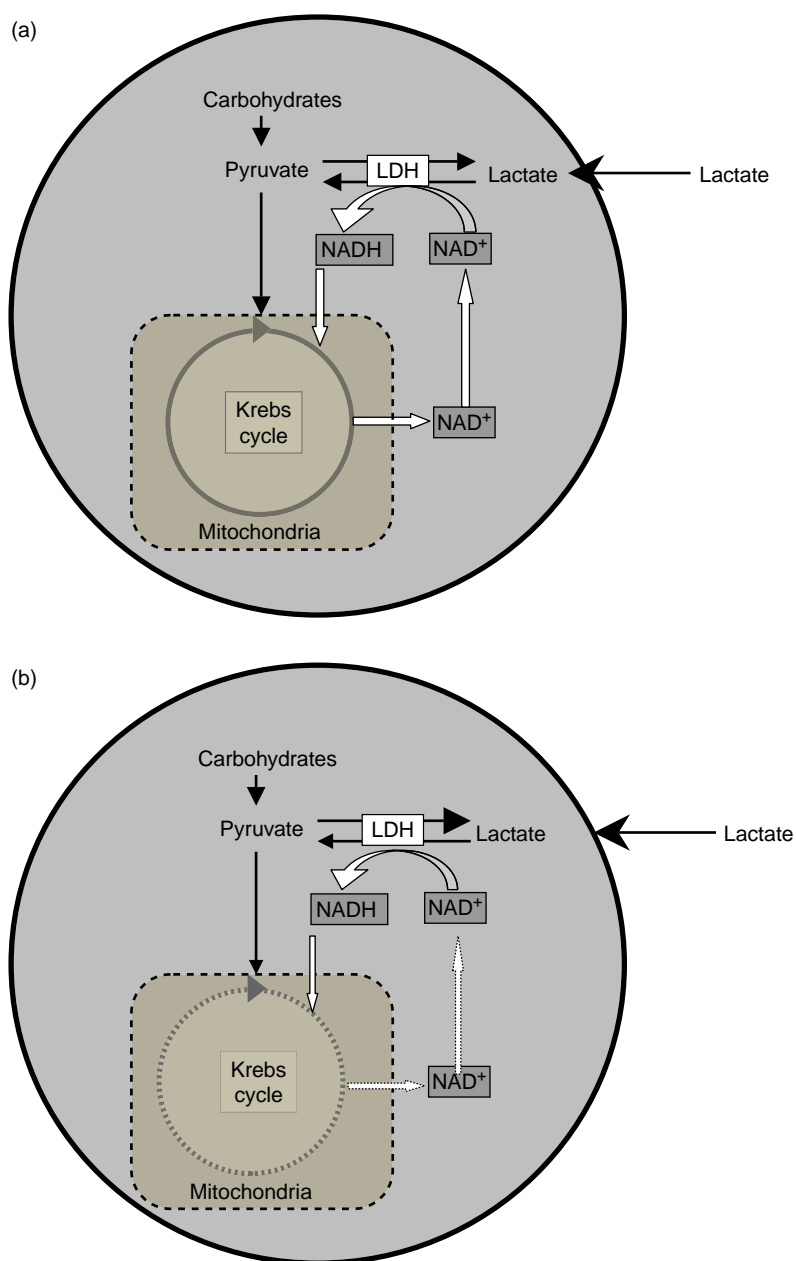 (a)
Carbohydrates
Pyruvate
LDH
Lactate
Lactate
NADH
NAD+
Krebs
cycle
NAD+
Mitochondria
(b)
Carbohydrates
Pyruvate
LDH
Lactate
Lactate
NADH
NAD+
Krebs
cycle
NAD+
Mitochondria